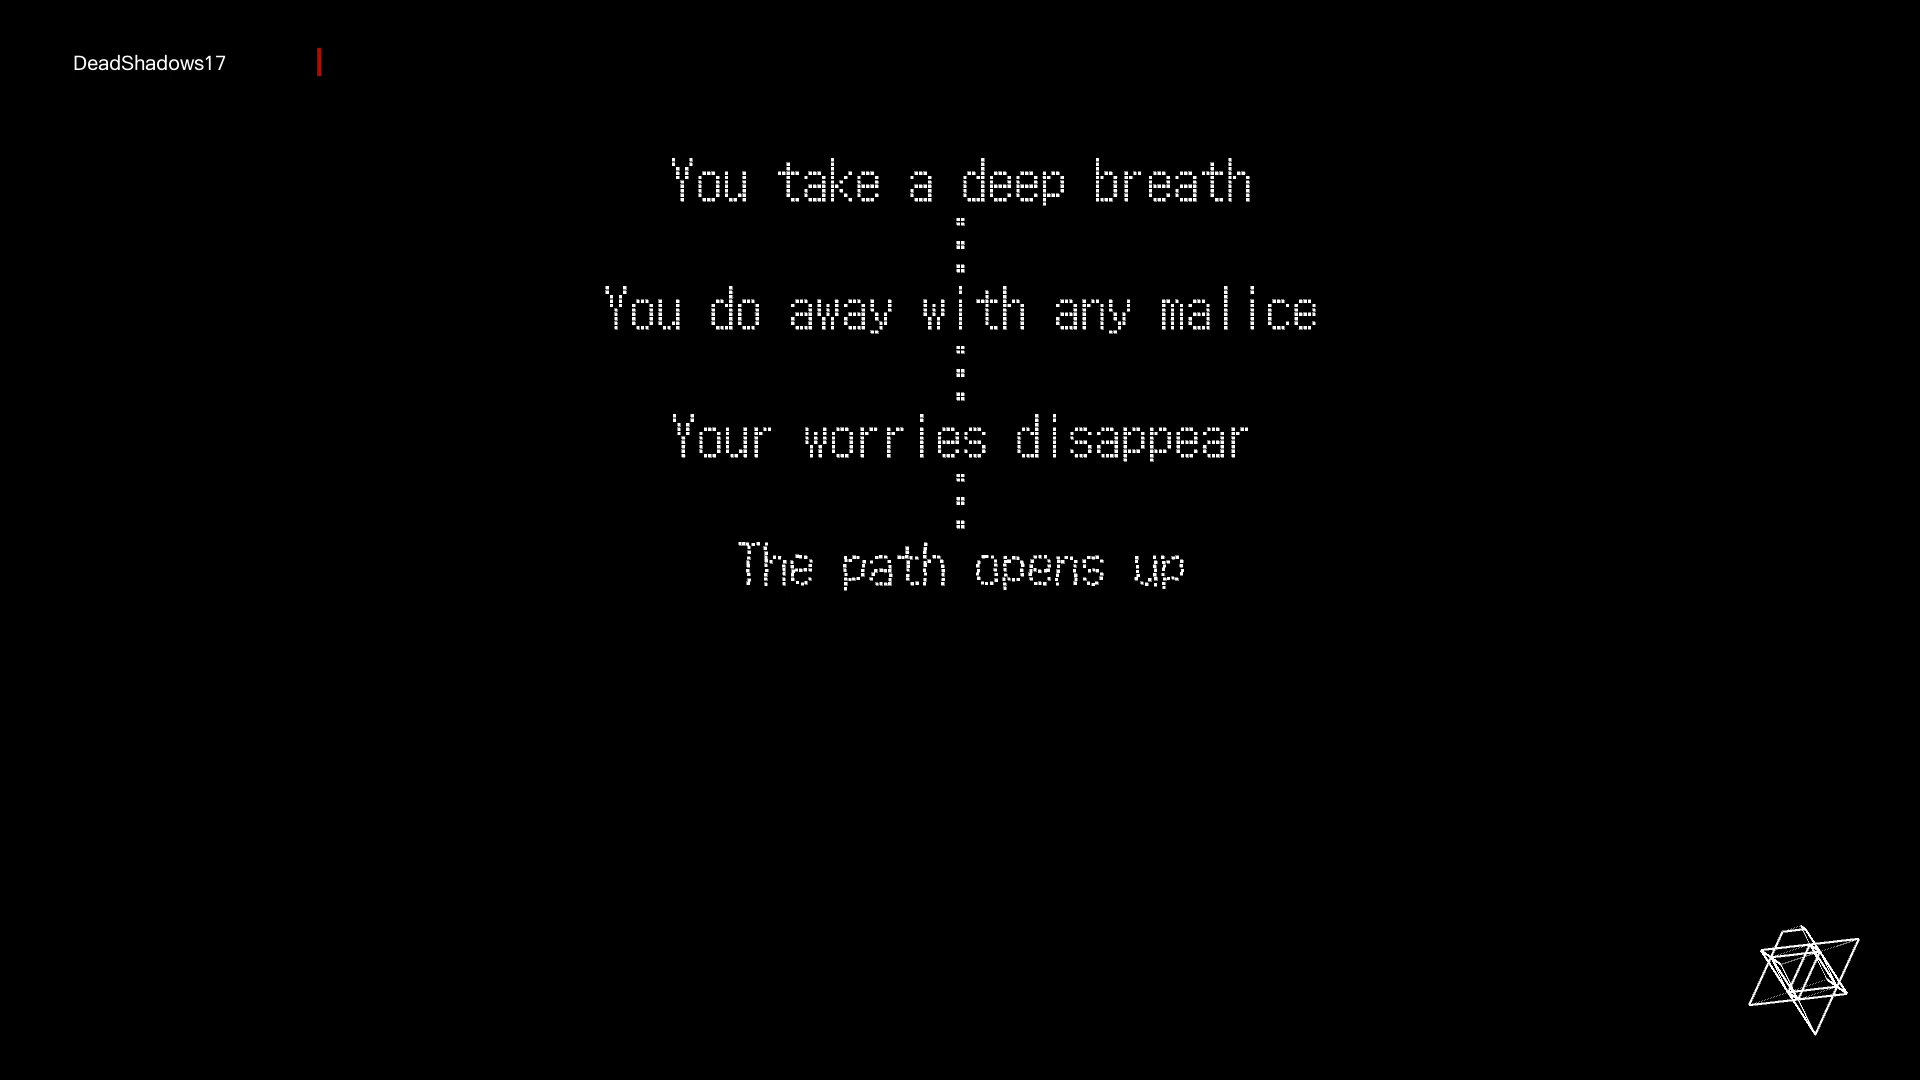 DeadShadows17
You take a deep breath
You do away with any malice
Your worries disappear
The path opens up